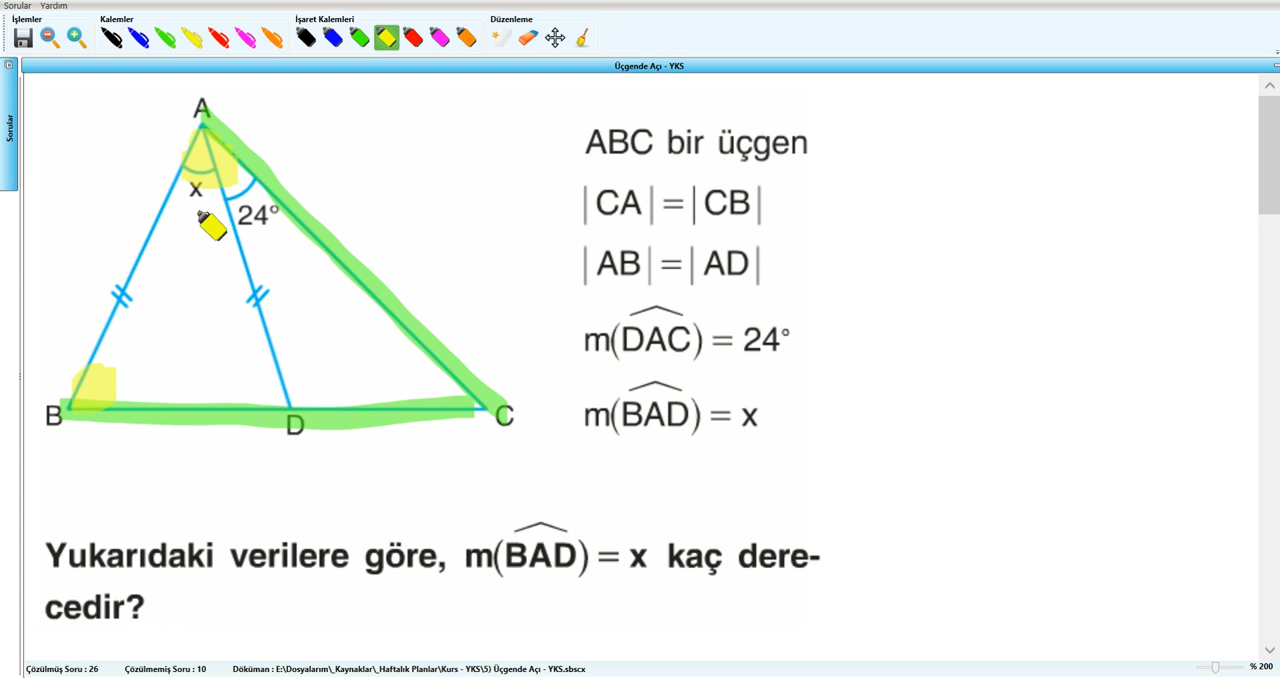 Sorular Yardım
İşlemler Kalemler İşaret Kalemleri Düzenleme
Üçgende Açı - YKS
Sorular
A
x
24°
B
D
C
ABC bir üçgen
|CA| = |CB|
|AB| = |AD|
m(DAC) = 24°
m(BAD) = x
Yukarıdaki verilere göre, m(BAD) = x kaç dere-
cedir?
Çözülmüş Soru : 26 Çözülmemiş Soru : 10 Döküman : E:\Dosyalarım\_Kaynaklar\_Haftalık Planlar\Kurs - YKS\5) Üçgende Açı - YKS.sbscx % 200